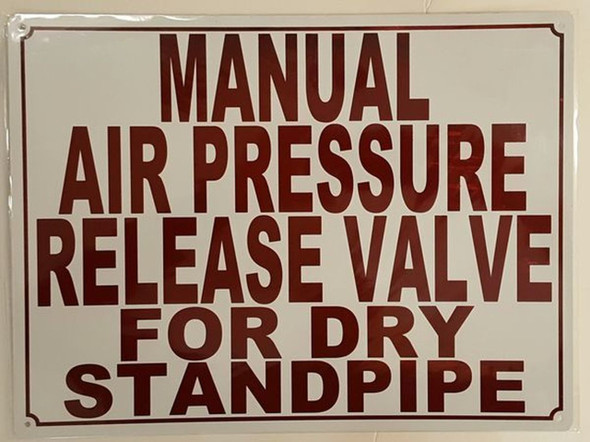 MANUAL
AIR PRESSURE
RELEASE VALVE
FOR DRY
STANDPIPE